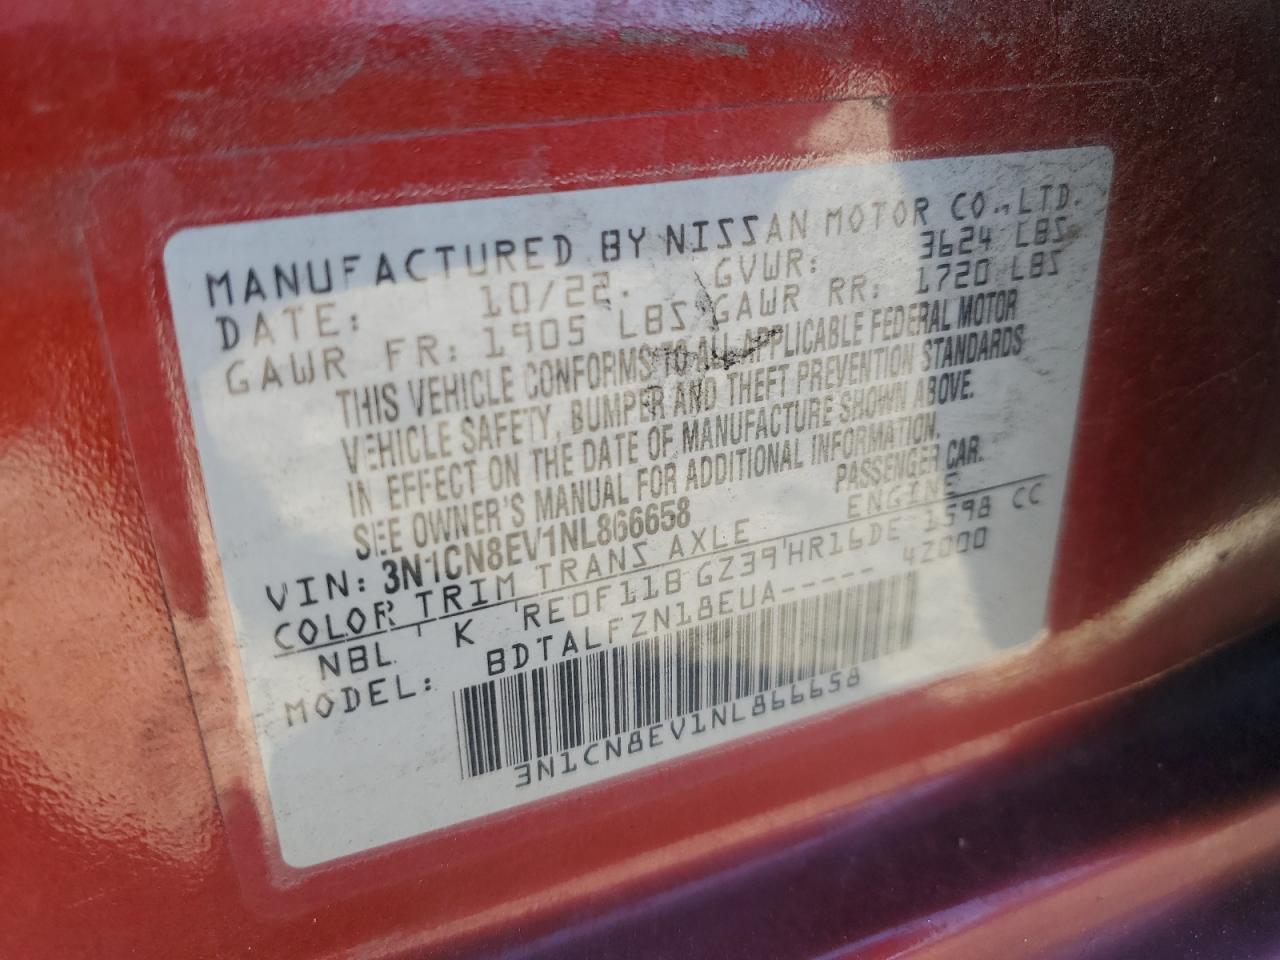 MANUFACTURED BY NISSAN MOTOR CO.,LTD.
DATE: 10/22. GVWR: 3624 LBS
GAWR FR: 1905 LBS GAWR RR: 1720 LBS
THIS VEHICLE CONFORMS TO ALL APPLICABLE FEDERAL MOTOR
VEHICLE SAFETY, BUMPER AND THEFT PREVENTION STANDARDS
IN EFFECT ON THE DATE OF MANUFACTURE SHOWN ABOVE.
SEE OWNER'S MANUAL FOR ADDITIONAL INFORMATION.
VIN: 3N1CN8EV1NL866658 PASSENGER CAR.
COLOR TRIM TRANS AXLE ENGINE
NBL K RE0F11B GZ39 HR16DE 1598 CC
MODEL: BDTALFZN18EUA----- 42000
3N1CN8EV1NL866658